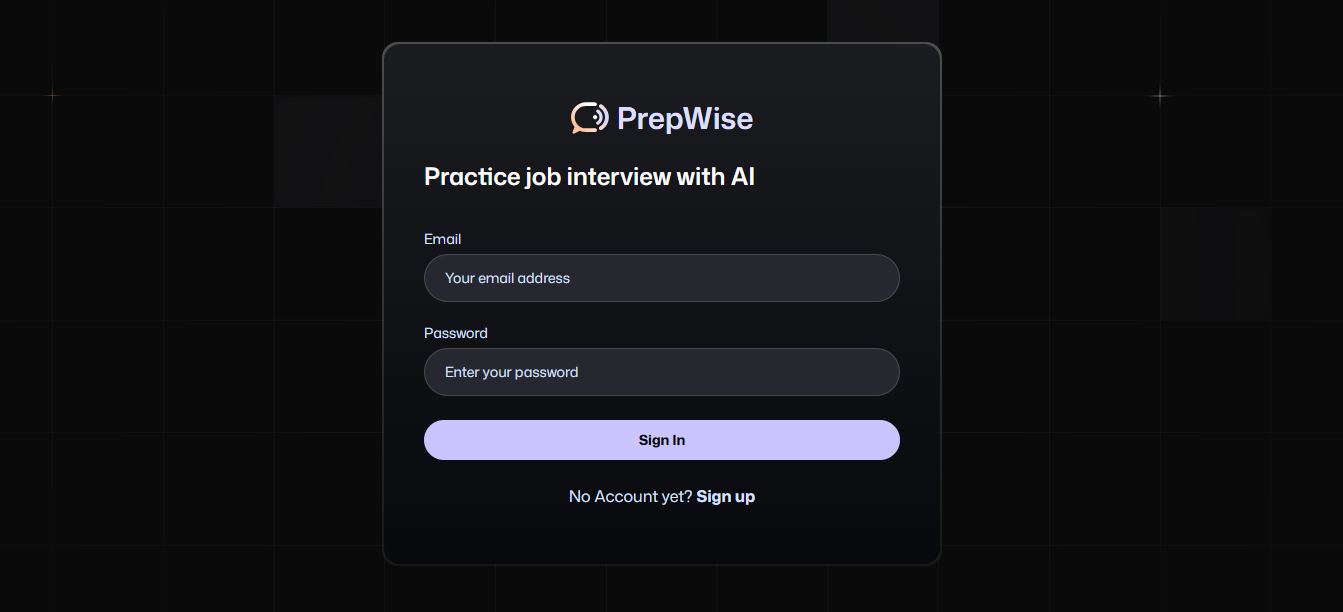 PrepWise
Practice job interview with AI
Email
Your email address
Password
Enter your password
Sign In
No Account yet? Sign up